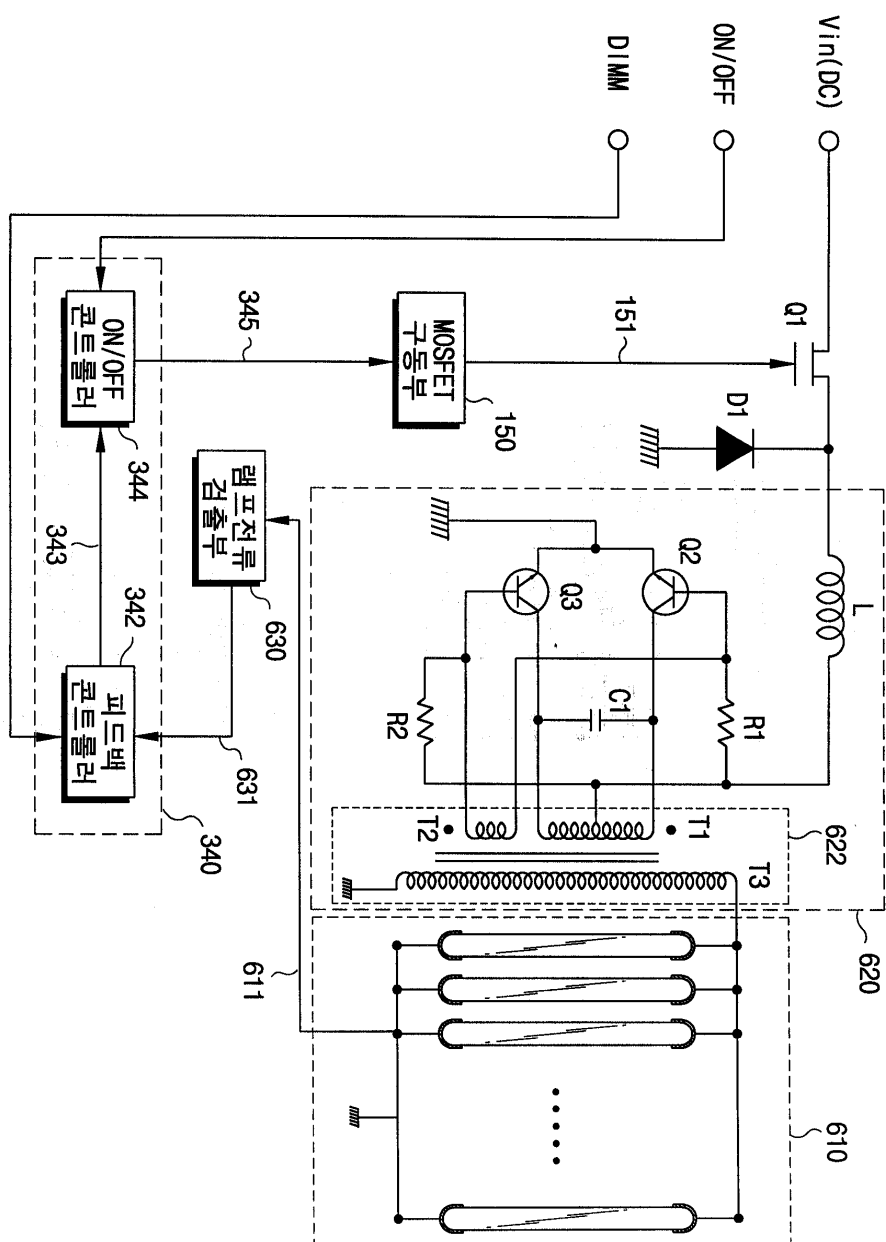 Vin(DC)
ON/OFF
DIMM
Q1
D1
L
Q2
Q3
C1
R1
R2
T1
T2
T3
622
620
610
611
151
MOSFET
구동부
150
345
ON/OFF
콘트롤러
344
343
램프전류
검출부
630
631
342
피드백
콘트롤러
340